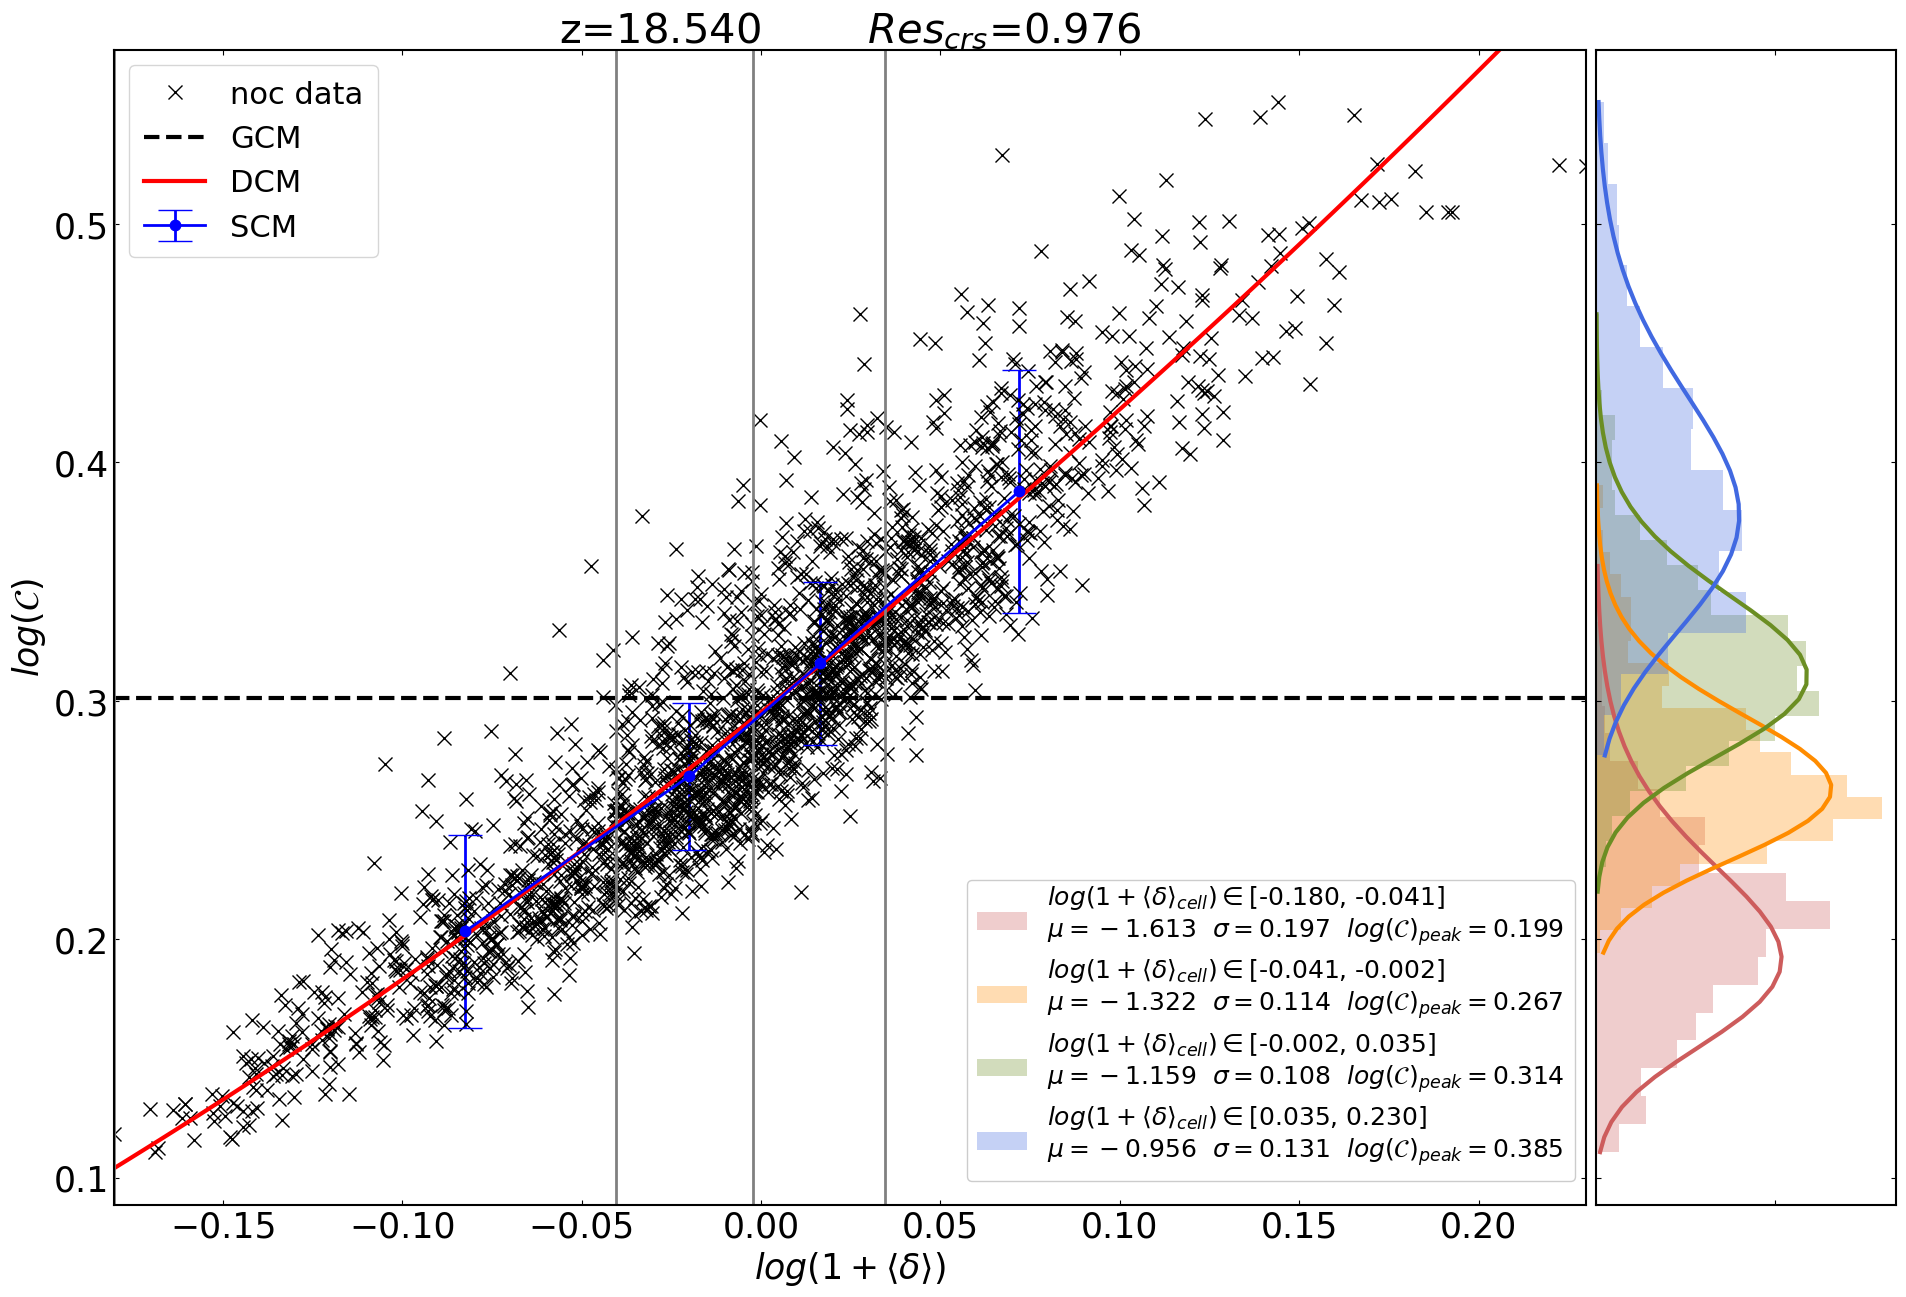 z=18.540 Res_crs=0.976
noc data
GCM
DCM
SCM
log(𝒞)
0.5
0.4
0.3
0.2
0.1
log(1 + ⟨δ⟩_cell) ∈ [-0.180, -0.041]
μ = −1.613 σ = 0.197 log(𝒞)_peak = 0.199
log(1 + ⟨δ⟩_cell) ∈ [-0.041, -0.002]
μ = −1.322 σ = 0.114 log(𝒞)_peak = 0.267
log(1 + ⟨δ⟩_cell) ∈ [-0.002, 0.035]
μ = −1.159 σ = 0.108 log(𝒞)_peak = 0.314
log(1 + ⟨δ⟩_cell) ∈ [0.035, 0.230]
μ = −0.956 σ = 0.131 log(𝒞)_peak = 0.385
−0.15 −0.10 −0.05 0.00 0.05 0.10 0.15 0.20
log(1 + ⟨δ⟩)